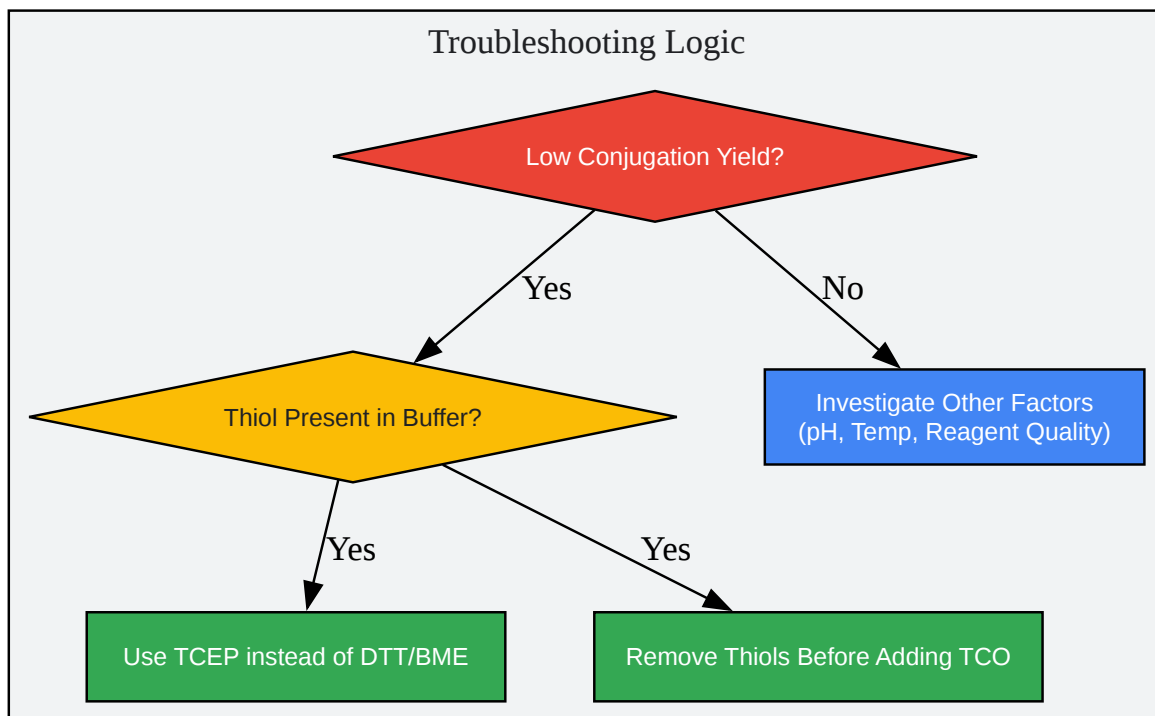 Troubleshooting Logic
Low Conjugation Yield?
Yes
No
Thiol Present in Buffer?
Investigate Other Factors
(pH, Temp, Reagent Quality)
Yes
Yes
Use TCEP instead of DTT/BME
Remove Thiols Before Adding TCO